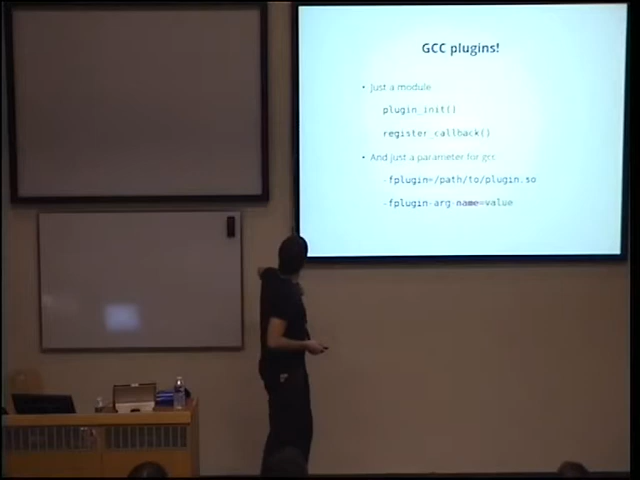 GCC plugins!
• Just a module
plugin_init()
register_callback()
• And just a parameter for gcc
-fplugin=/path/to/plugin.so
-fplugin-arg-name=value